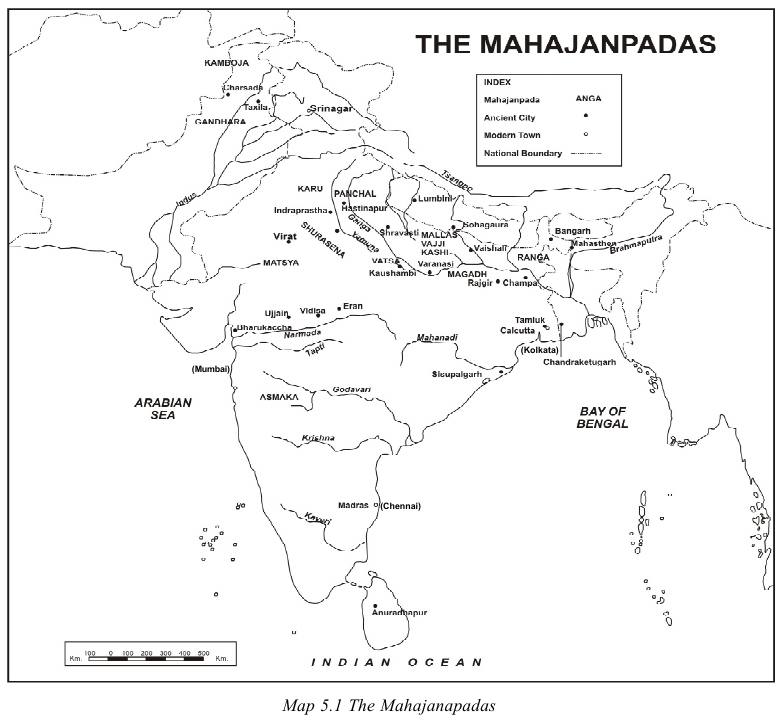 THE MAHAJANPADAS
INDEX
Mahajanpada ANGA
Ancient City
Modern Town
National Boundary
KAMBOJA
Charsada
Taxila
Srinagar
GANDHARA
Indus
Tsangpo
KARU
PANCHAL
Hastinapur
Lumbini
Indraprastha
Ganga
Yamuna
Sohagaura
Bangarh
Virat
SHURASENA
Shravasti
MALLAS
VAJJI
KASHI
Vaishali
Mahasthan
Brahmaputra
MATSYA
VATSA
Kaushambi
Varanasi
MAGADH
RANGA
Rajgir
Champa
Ujjain
Vidisa
Eran
Bharukaccha
Narmada
Tapti
Mahanadi
Tamluk
Calcutta
(Kolkata)
Chandraketugarh
(Mumbai)
Sisupalgarh
ARABIAN
SEA
ASMAKA
Godavari
BAY OF
BENGAL
Krishna
Madras (Chennai)
Kaveri
Anuradhapur
Km. 100 0 100 200 300 400 500 Km.
INDIAN OCEAN
Map 5.1 The Mahajanapadas